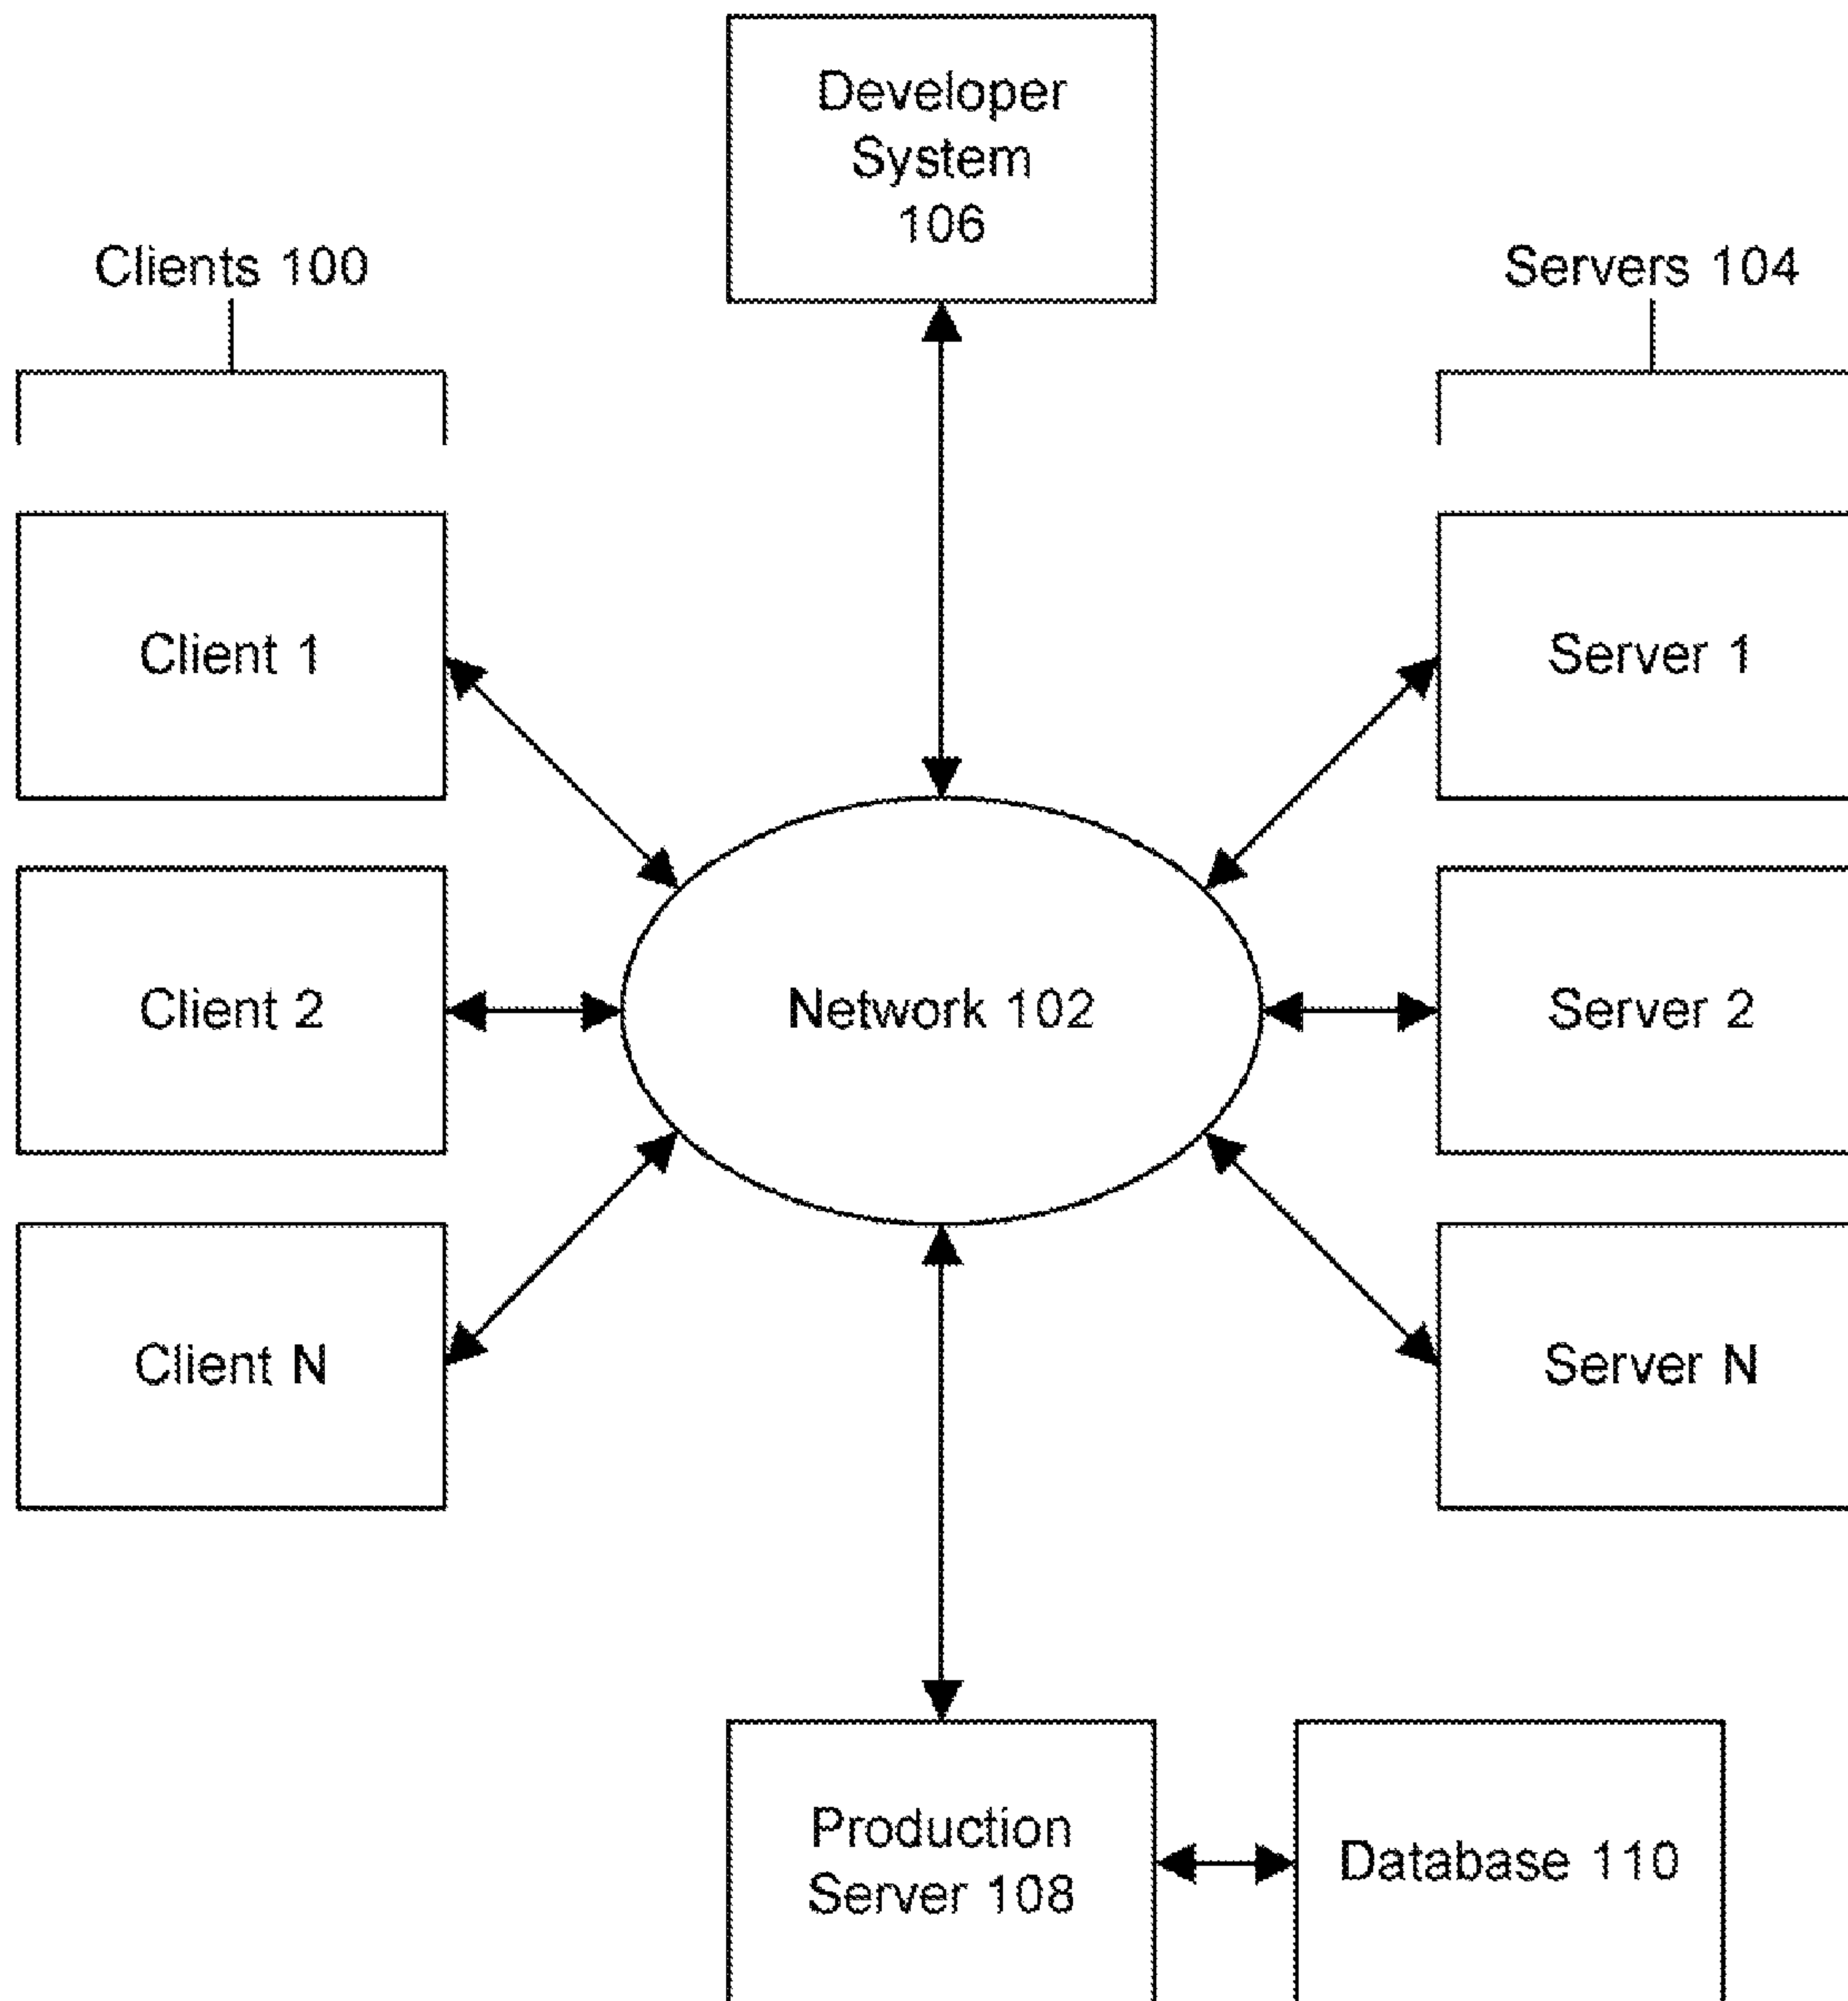 Developer
System
106
Clients 100
Servers 104
Client 1
Server 1
Client 2
Network 102
Server 2
Client N
Server N
Production
Server 108
Database 110